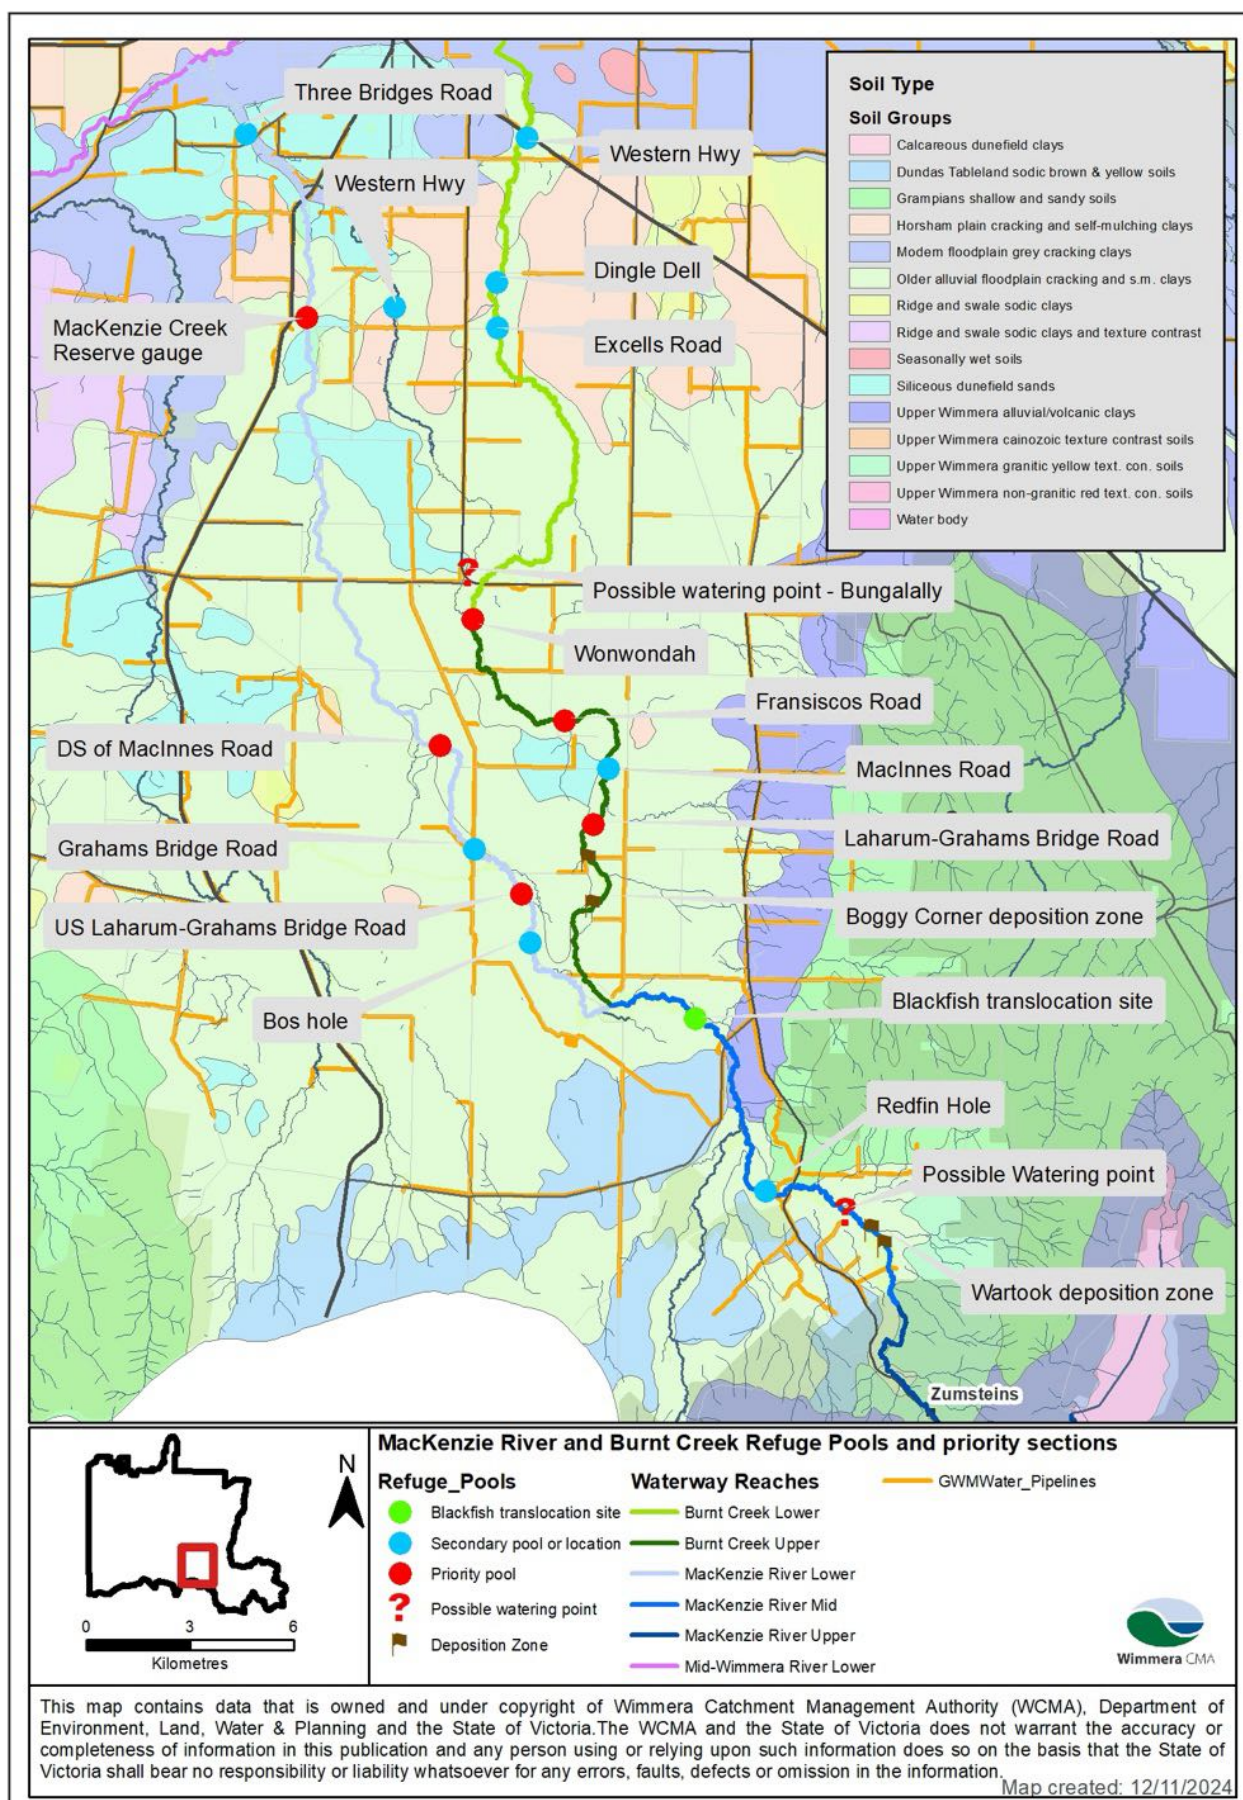 Soil Type
Soil Groups
Calcareous dunefield clays
Dundas Tableland sodic brown & yellow soils
Grampians shallow and sandy soils
Horsham plain cracking and self-mulching clays
Modern floodplain grey cracking clays
Older alluvial floodplain cracking and s.m. clays
Ridge and swale sodic clays
Ridge and swale sodic clays and texture contrast
Seasonally wet soils
Siliceous dunefield sands
Upper Wimmera alluvial/volcanic clays
Upper Wimmera cainozoic texture contrast soils
Upper Wimmera granitic yellow text. con. soils
Upper Wimmera non-granitic red text. con. soils
Water body
Three Bridges Road
Western Hwy
Western Hwy
Dingle Dell
MacKenzie Creek
Reserve gauge
Excells Road
?
Possible watering point - Bungalally
Wonwondah
Fransiscos Road
DS of MacInnes Road
MacInnes Road
Laharum-Grahams Bridge Road
Grahams Bridge Road
Boggy Corner deposition zone
US Laharum-Grahams Bridge Road
Blackfish translocation site
Bos hole
Redfin Hole
Possible Watering point
?
Wartook deposition zone
Zumsteins
N
0 3 6
Kilometres
MacKenzie River and Burnt Creek Refuge Pools and priority sections
Refuge_Pools
Blackfish translocation site
Secondary pool or location
Priority pool
? Possible watering point
Deposition Zone
Waterway Reaches
Burnt Creek Lower
Burnt Creek Upper
MacKenzie River Lower
MacKenzie River Mid
MacKenzie River Upper
Mid-Wimmera River Lower
GWMWater_Pipelines
Wimmera CMA
This map contains data that is owned and under copyright of Wimmera Catchment Management Authority (WCMA), Department of
Environment, Land, Water & Planning and the State of Victoria.The WCMA and the State of Victoria does not warrant the accuracy or
completeness of information in this publication and any person using or relying upon such information does so on the basis that the State of
Victoria shall bear no responsibility or liability whatsoever for any errors, faults, defects or omission in the information.
Map created: 12/11/2024